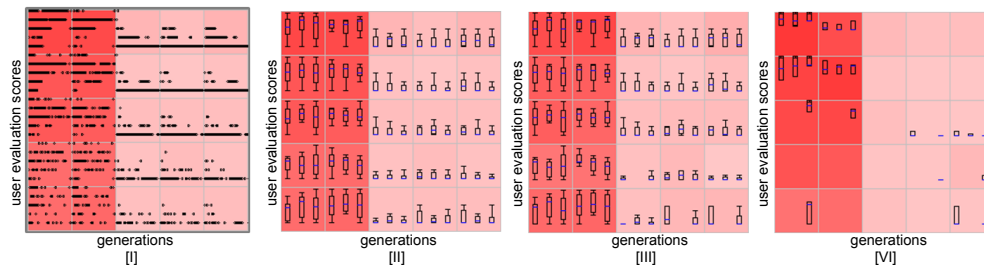 user evaluation scores
generations
[I]
user evaluation scores
generations
[II]
user evaluation scores
generations
[III]
user evaluation scores
generations
[VI]